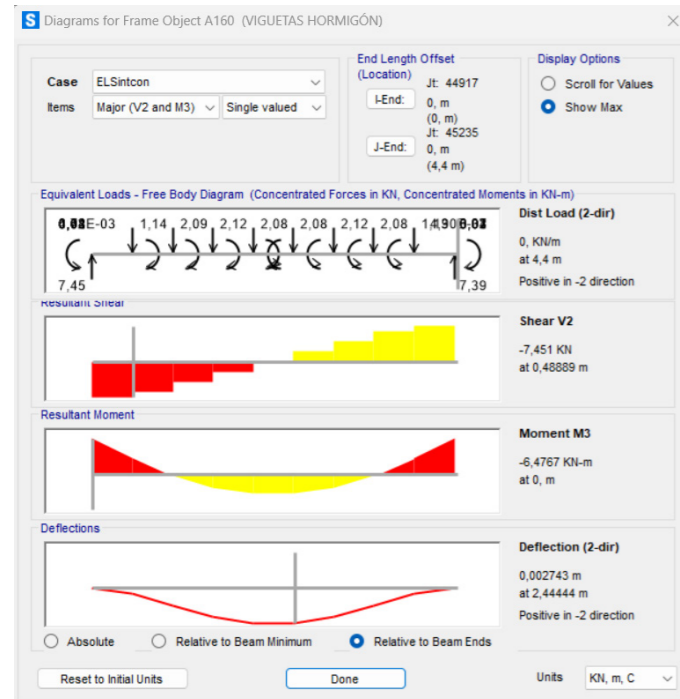 S Diagrams for Frame Object A160 (VIGUETAS HORMIGÓN)
Case ELSintcon
Items Major (V2 and M3) Single valued
End Length Offset
(Location)
Jt: 44917
I-End: 0, m
(0, m)
Jt: 45235
J-End: 0, m
(4,4 m)
Display Options
Scroll for Values
Show Max
Equivalent Loads - Free Body Diagram (Concentrated Forces in KN, Concentrated Moments in KN-m)
E-03 1,14 2,09 2,12 2,08 2,08 2,12 2,08
7,45 7,39
Dist Load (2-dir)
0, KN/m
at 4,4 m
Positive in -2 direction
Resultant Shear
Shear V2
-7,451 KN
at 0,48889 m
Resultant Moment
Moment M3
-6,4767 KN-m
at 0, m
Deflections
Deflection (2-dir)
0,002743 m
at 2,44444 m
Positive in -2 direction
Absolute Relative to Beam Minimum Relative to Beam Ends
Reset to Initial Units Done Units KN, m, C